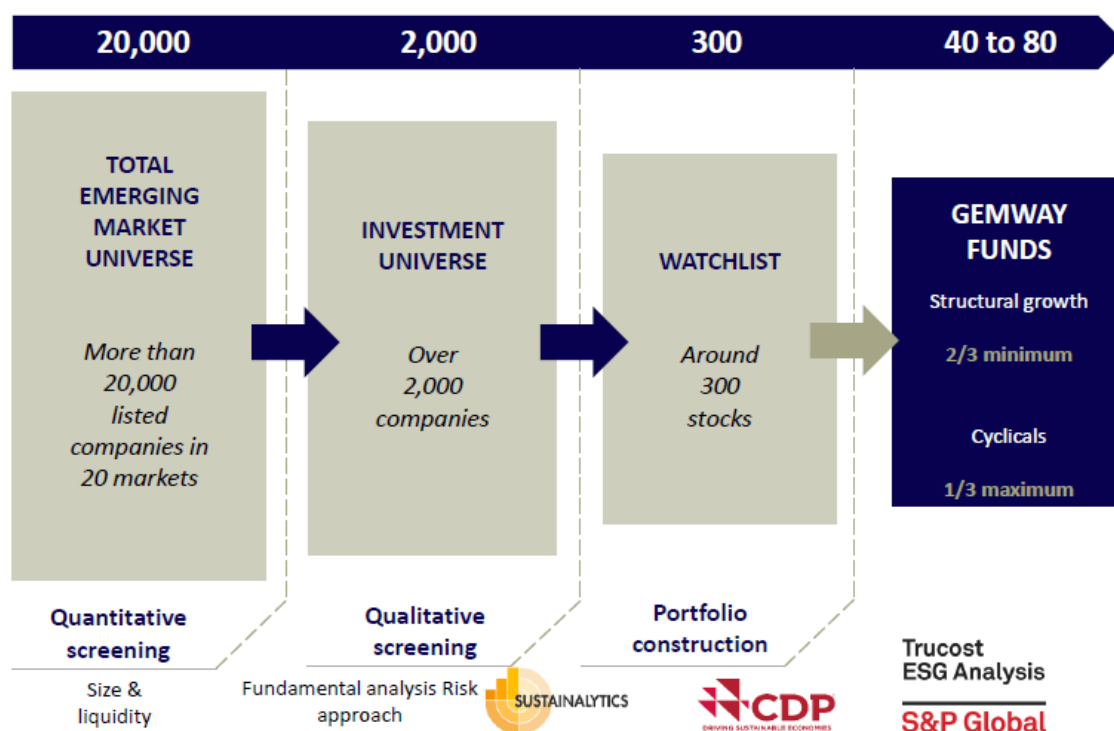 20,000
2,000
300
40 to 80
TOTAL
EMERGING
MARKET
UNIVERSE
More than
20,000
listed
companies in
20 markets
INVESTMENT
UNIVERSE
Over
2,000
companies
WATCHLIST
Around
300
stocks
GEMWAY
FUNDS
Structural growth
2/3 minimum
Cyclicals
1/3 maximum
Quantitative
screening
Size &
liquidity
Qualitative
screening
Fundamental analysis Risk
approach
SUSTAINALYTICS
Portfolio
construction
CDP
DRIVING SUSTAINABLE ECONOMIES
Trucost
ESG Analysis
S&P Global